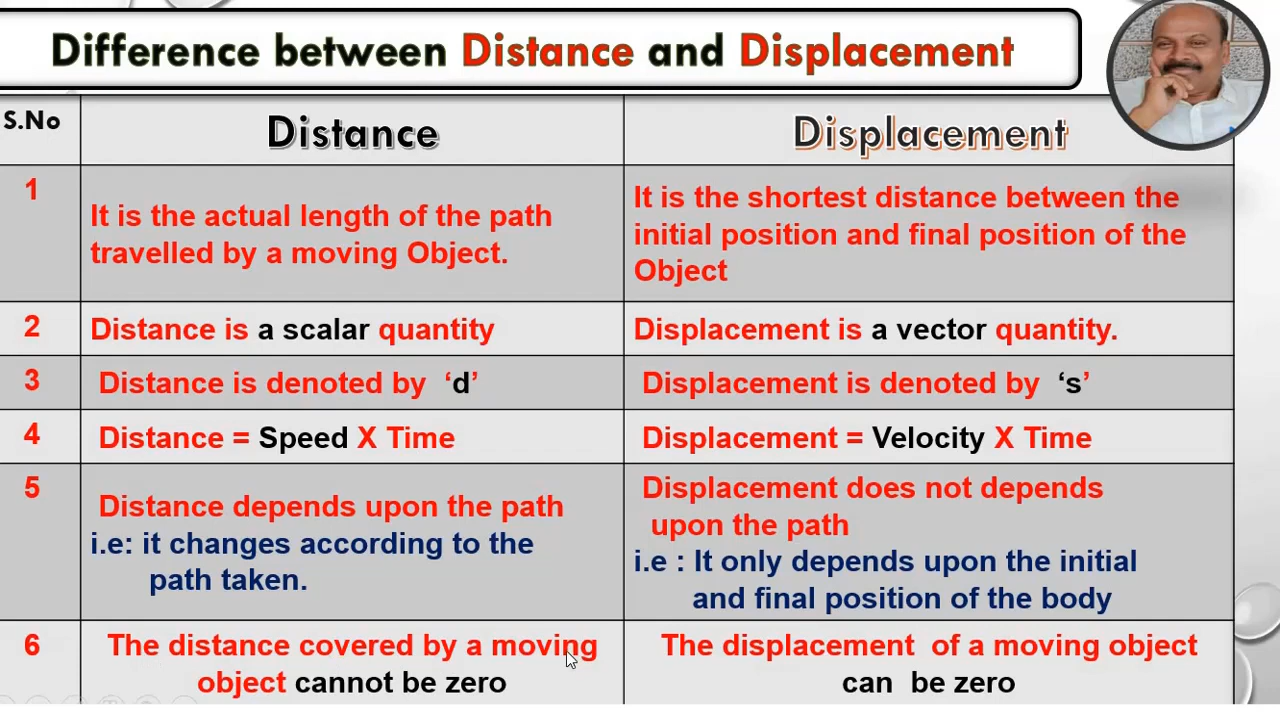 Difference between Distance and Displacement
S.No
Distance
Displacement
1
It is the actual length of the path
travelled by a moving Object.
It is the shortest distance between the
initial position and final position of the
Object
2
Distance is a scalar quantity
Displacement is a vector quantity.
3
Distance is denoted by ‘d’
Displacement is denoted by ‘s’
4
Distance = Speed X Time
Displacement = Velocity X Time
5
Distance depends upon the path
i.e: it changes according to the
path taken.
Displacement does not depends
upon the path
i.e : It only depends upon the initial
and final position of the body
6
The distance covered by a moving
object cannot be zero
The displacement of a moving object
can be zero